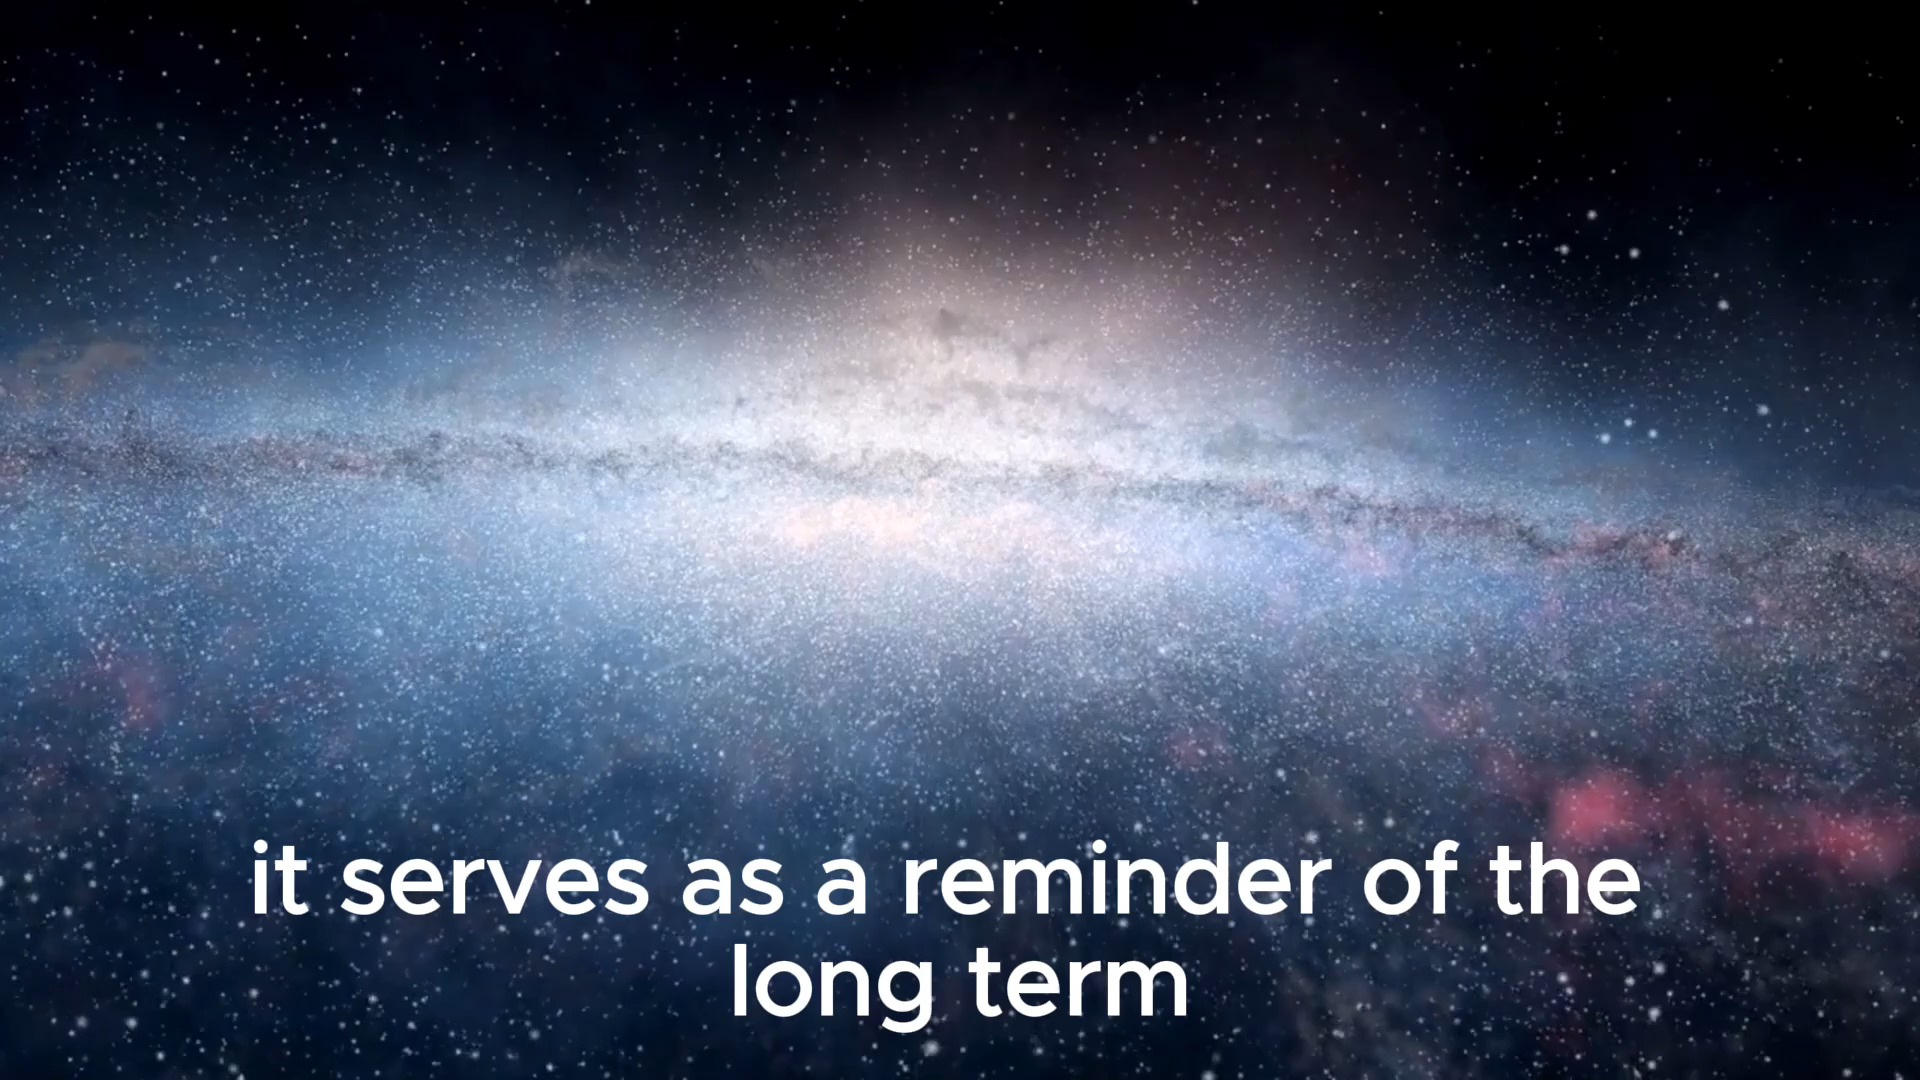 it serves as a reminder of the
long term